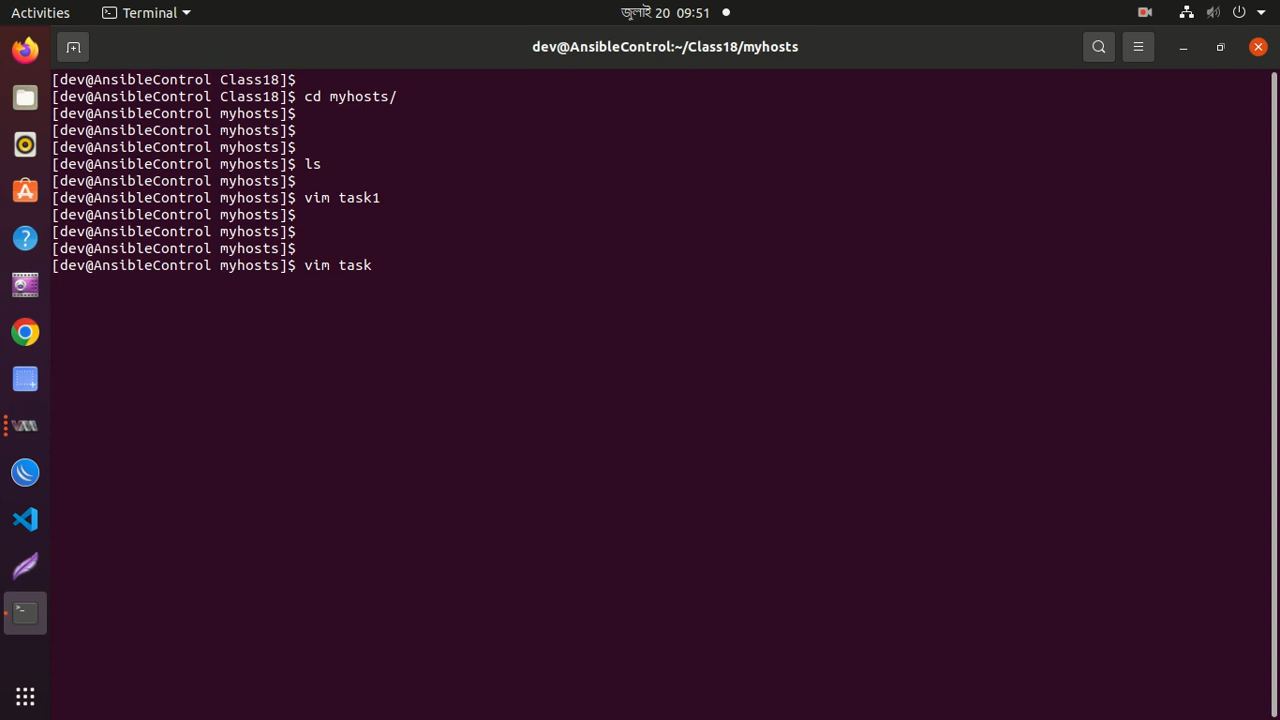 Activities
Terminal
জুলাই 20 09:51
dev@AnsibleControl:~/Class18/myhosts
[dev@AnsibleControl Class18]$
[dev@AnsibleControl Class18]$ cd myhosts/
[dev@AnsibleControl myhosts]$
[dev@AnsibleControl myhosts]$
[dev@AnsibleControl myhosts]$
[dev@AnsibleControl myhosts]$ ls
[dev@AnsibleControl myhosts]$
[dev@AnsibleControl myhosts]$ vim task1
[dev@AnsibleControl myhosts]$
[dev@AnsibleControl myhosts]$
[dev@AnsibleControl myhosts]$
[dev@AnsibleControl myhosts]$ vim task